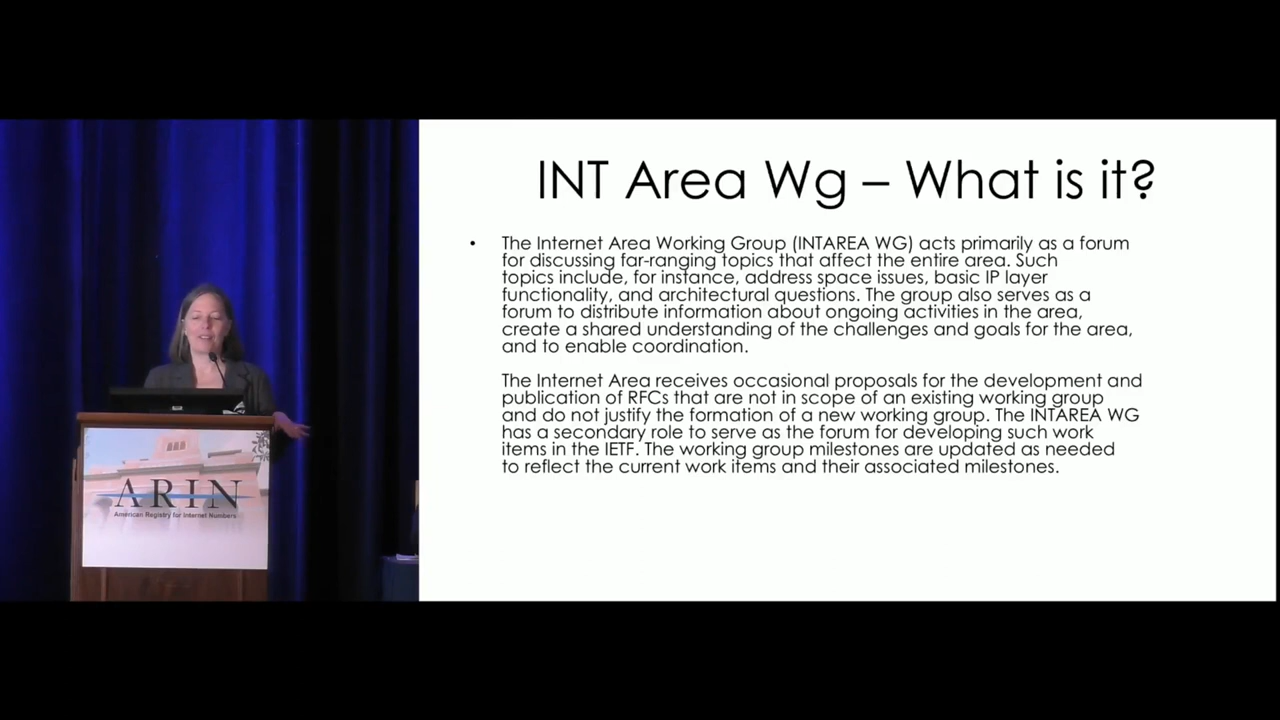 INT Area Wg – What is it?
• The Internet Area Working Group (INTAREA WG) acts primarily as a forum
for discussing far-ranging topics that affect the entire area. Such
topics include, for instance, address space issues, basic IP layer
functionality, and architectural questions. The group also serves as a
forum to distribute information about ongoing activities in the area,
create a shared understanding of the challenges and goals for the area,
and to enable coordination.
The Internet Area receives occasional proposals for the development and
publication of RFCs that are not in scope of an existing working group
and do not justify the formation of a new working group. The INTAREA WG
has a secondary role to serve as the forum for developing such work
items in the IETF. The working group milestones are updated as needed
to reflect the current work items and their associated milestones.
ARIN
American Registry for Internet Numbers